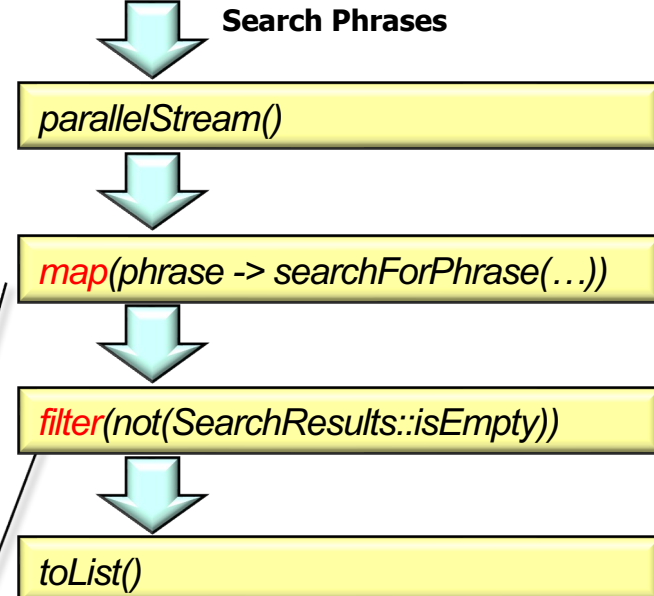 Search Phrases
parallelStream()
map(phrase -> searchForPhrase(…))
filter(not(SearchResults::isEmpty))
toList()